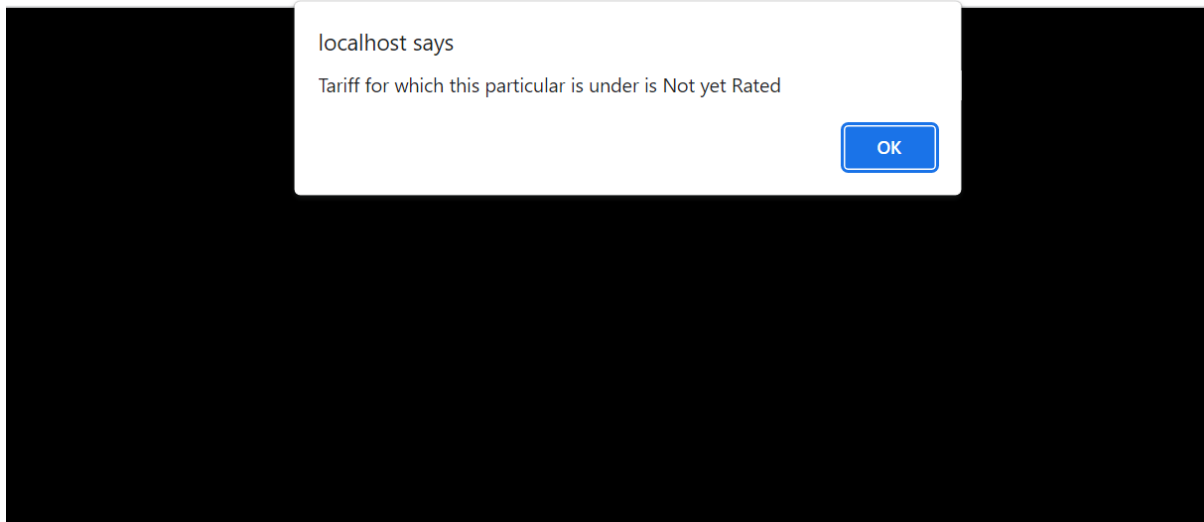 localhost says
Tariff for which this particular is under is Not yet Rated
OK